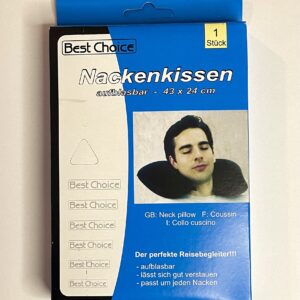 Best Choice
1
Stück
Nackenkissen
aufblasbar - 43 x 24 cm
Best Choice
Best Choice
Best Choice
Best Choice
Best Choice
I
Best Choice
GB: Neck pillow F: Coussin
I: Collo cuscino
Der perfekte Reisebegleiter!!!
- aufblasbar
- lässt sich gut verstauen
- passt um jeden Nacken